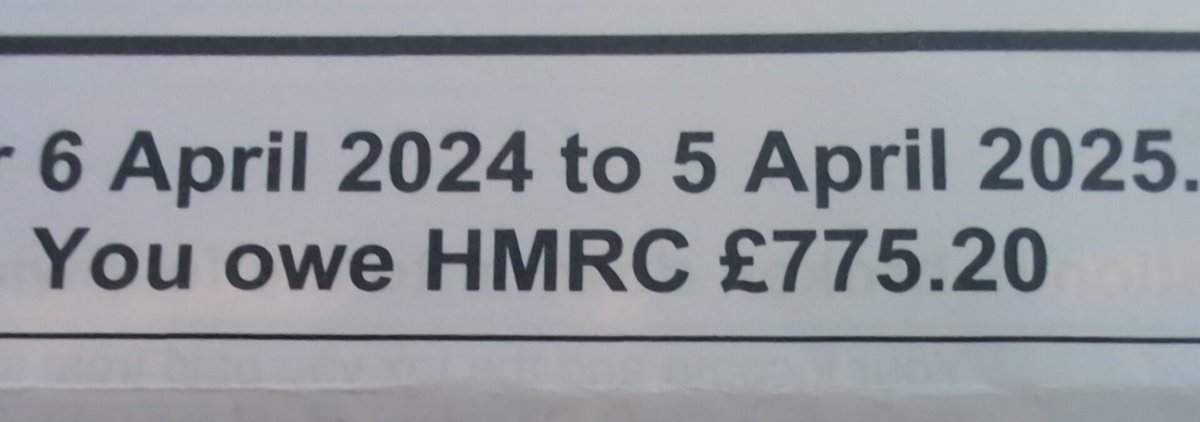 6 April 2024 to 5 April 2025.
You owe HMRC £775.20